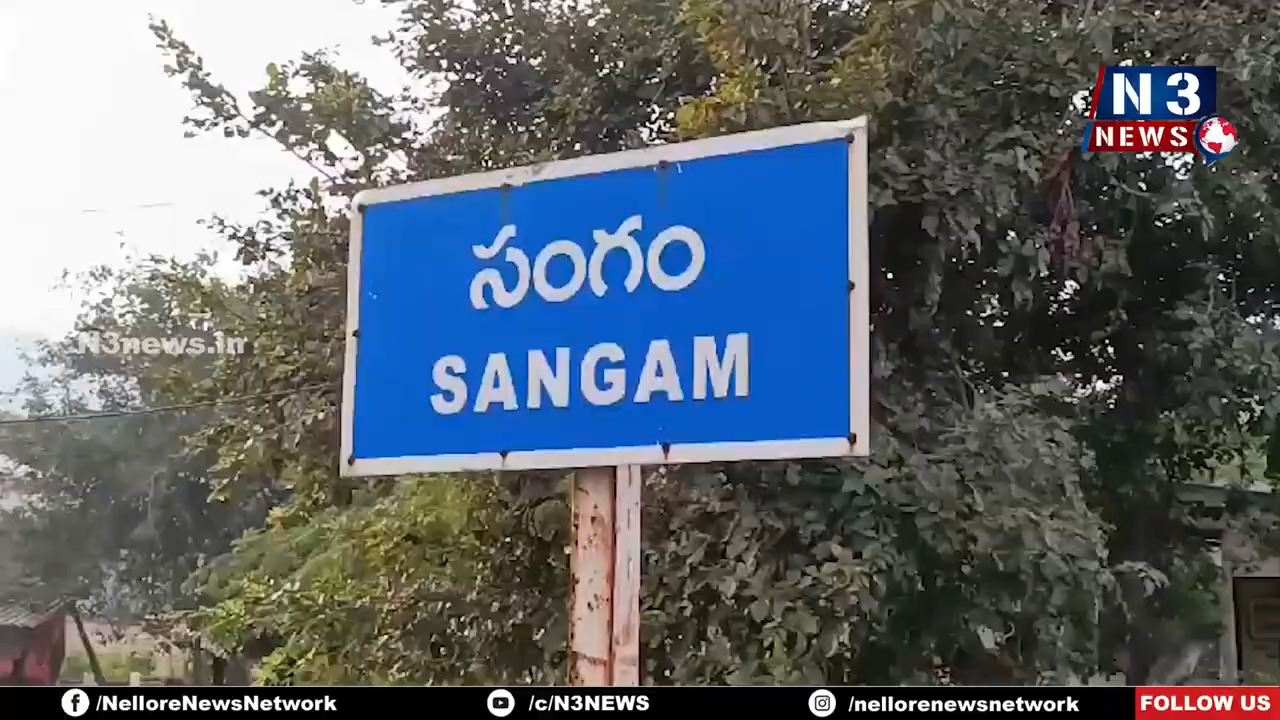 N3
NEWS
సంగం
SANGAM
N3news.in
/NelloreNewsNetwork
/c/N3NEWS
/nellorenewsnetwork
FOLLOW US